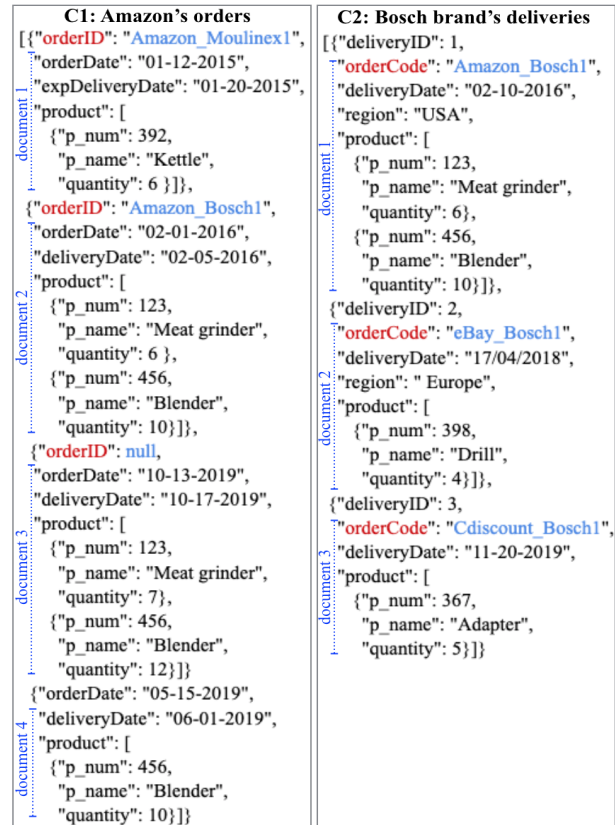 C1: Amazon's orders
[{"orderID": "Amazon_Moulinex1",
"orderDate": "01-12-2015",
"expDeliveryDate": "01-20-2015",
"product": [
{"p_num": 392,
"p_name": "Kettle",
"quantity": 6 }]},
document 1
{"orderID": "Amazon_Bosch1",
"orderDate": "02-01-2016",
"deliveryDate": "02-05-2016",
"product": [
{"p_num": 123,
"p_name": "Meat grinder",
"quantity": 6 },
{"p_num": 456,
"p_name": "Blender",
"quantity": 10}]},
document 2
{"orderID": null,
"orderDate": "10-13-2019",
"deliveryDate": "10-17-2019",
"product": [
{"p_num": 123,
"p_name": "Meat grinder",
"quantity": 7},
{"p_num": 456,
"p_name": "Blender",
"quantity": 12}]}
document 3
{"orderDate": "05-15-2019",
"deliveryDate": "06-01-2019",
"product": [
{"p_num": 456,
"p_name": "Blender",
"quantity": 10}]}
document 4
C2: Bosch brand's deliveries
[{"deliveryID": 1,
"orderCode": "Amazon_Bosch1",
"deliveryDate": "02-10-2016",
"region": "USA",
"product": [
{"p_num": 123,
"p_name": "Meat grinder",
"quantity": 6},
{"p_num": 456,
"p_name": "Blender",
"quantity": 10}]},
document 1
{"deliveryID": 2,
"orderCode": "eBay_Bosch1",
"deliveryDate": "17/04/2018",
"region": " Europe",
"product": [
{"p_num": 398,
"p_name": "Drill",
"quantity": 4}]},
document 2
{"deliveryID": 3,
"orderCode": "Cdiscount_Bosch1",
"deliveryDate": "11-20-2019",
"product": [
{"p_num": 367,
"p_name": "Adapter",
"quantity": 5}]}
document 3